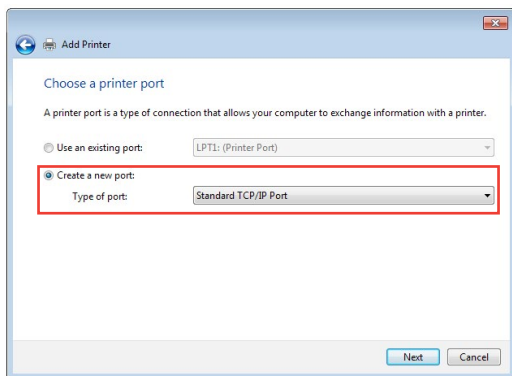 Add Printer
Choose a printer port
A printer port is a type of connection that allows your computer to exchange information with a printer.
Use an existing port: LPT1: (Printer Port)
Create a new port:
Type of port: Standard TCP/IP Port
Next Cancel